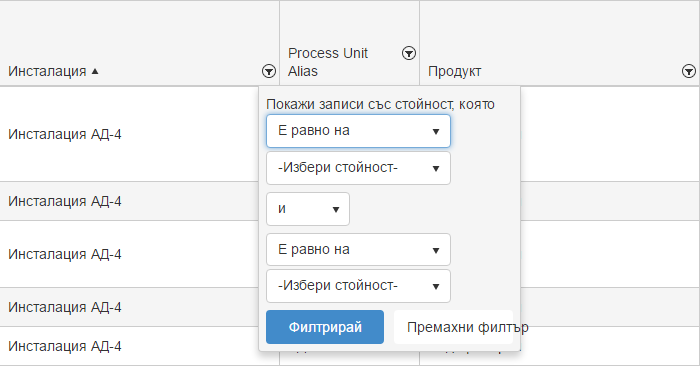 Инсталация
Process Unit
Alias
Продукт
Покажи записи със стойност, която
Е равно на
-Избери стойност-
и
Е равно на
-Избери стойност-
Филтрирай
Премахни филтър
Инсталация АД-4
Инсталация АД-4
Инсталация АД-4
Инсталация АД-4
Инсталация АД-4